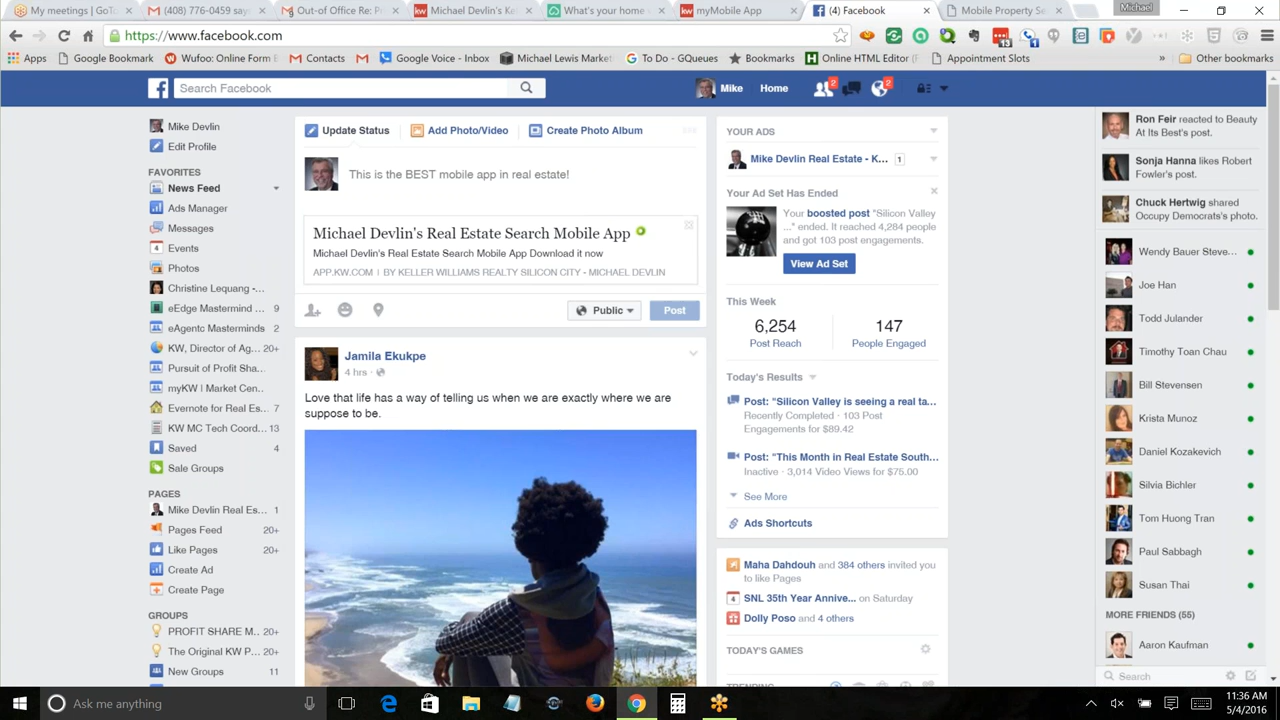 My meetings | GoTo
(408) 776-0459 say
Out-of Office Re: Pr
Michael Devlin's Ke
What's your home v
myMobile App
(4) Facebook
Mobile Property Se
Michael
https://www.facebook.com
13
1
Apps
Google Bookmark
Wufoo: Online Form
Contacts
Google Voice - Inbox
Michael Lewis Market
To Do - GQueues
Bookmarks
Online HTML Editor
Appointment Slots
»
Other bookmarks
Search Facebook
Mike
Home
2
2
Mike Devlin
Edit Profile
FAVORITES
News Feed
Ads Manager
Messages
4 Events
Photos
Christine Lequang -...
eEdge Mastermind ... 9
eAgentc Masterminds 2
KW, Director of Ag... 20+
Pursuit of Profit Sha...
myKW | Market Cen...
Evernote for Real Es... 7
KW MC Tech Coord... 13
Saved 4
Sale Groups
PAGES
Mike Devlin Real Es... 1
Pages Feed 20+
Like Pages 20+
Create Ad
Create Page
GROUPS
PROFIT SHARE M... 20+
The Original KW P... 20+
New Groups 11
Update Status
Add Photo/Video
Create Photo Album
This is the BEST mobile app in real estate!
Michael Devlin's Real Estate Search Mobile App
Michael Devlin's Real Estate Search Mobile App Download it now
APP.KW.COM | BY KELLER WILLIAMS REALTY SILICON CITY - MICHAEL DEVLIN
Public
Post
Jamila Ekukpe
4 hrs ·
Love that life has a way of telling us when we are exactly where we are
suppose to be.
YOUR ADS
Mike Devlin Real Estate - K... 1
Your Ad Set Has Ended
Your boosted post "Silicon Valley
..." ended. It reached 4,284 people
and got 103 post engagements.
View Ad Set
This Week
6,254
Post Reach
147
People Engaged
Today's Results
Post: "Silicon Valley is seeing a real ta...
Recently Completed · 103 Post
Engagements for $89.42
Post: "This Month in Real Estate South...
Inactive · 3,014 Video Views for $75.00
See More
Ads Shortcuts
Maha Dahdouh and 384 others invited you
to like Pages
4 SNL 35th Year Annive... on Saturday
Dolly Poso and 4 others
TODAY'S GAMES
TRENDING
Ron Feir reacted to Beauty
At Its Best's post.
Sonja Hanna likes Robert
Fowler's post.
Chuck Hertwig shared
Occupy Democrats's photo.
Wendy Bauer Steve...
Joe Han
Todd Julander
Timothy Toan Chau
Bill Stevensen
Krista Munoz
Daniel Kozakevich
Silvia Bichler
Tom Huong Tran
Paul Sabbagh
Susan Thai
MORE FRIENDS (55)
Aaron Kaufman
Search
Ask me anything
11:36 AM
5/4/2016